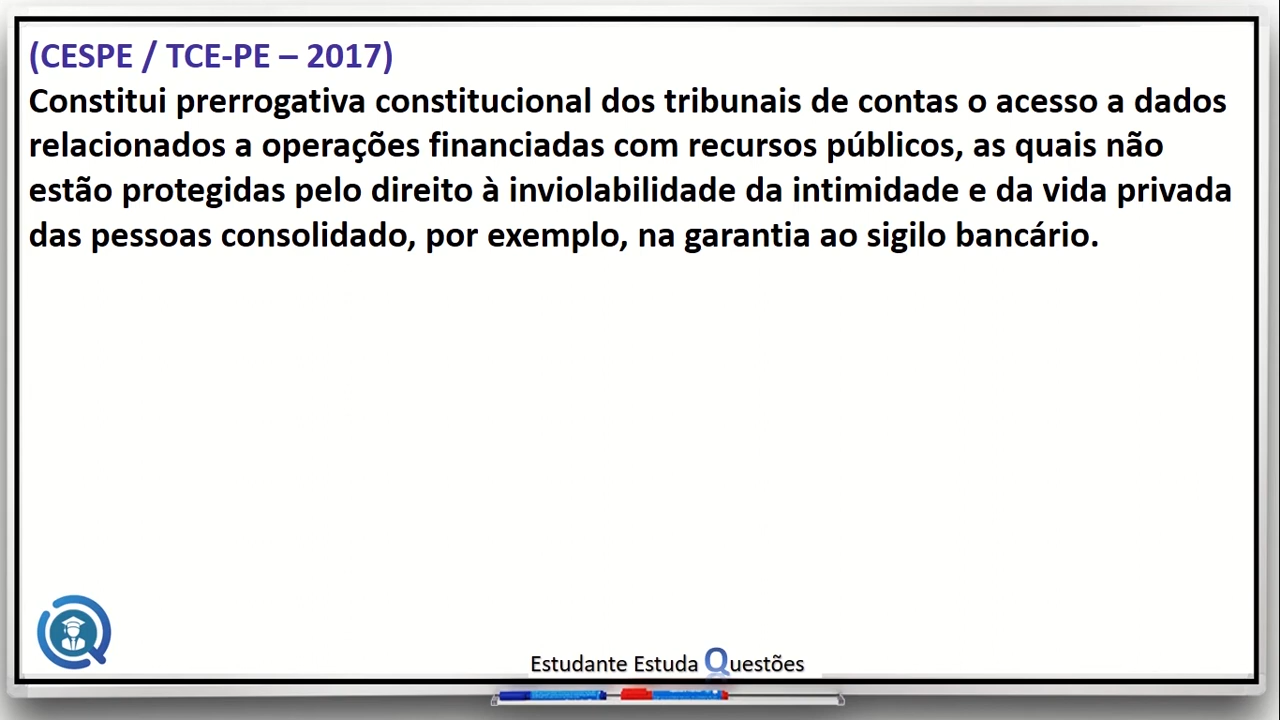 (CESPE / TCE-PE – 2017)
Constitui prerrogativa constitucional dos tribunais de contas o acesso a dados
relacionados a operações financiadas com recursos públicos, as quais não
estão protegidas pelo direito à inviolabilidade da intimidade e da vida privada
das pessoas consolidado, por exemplo, na garantia ao sigilo bancário.
Estudante Estuda Questões